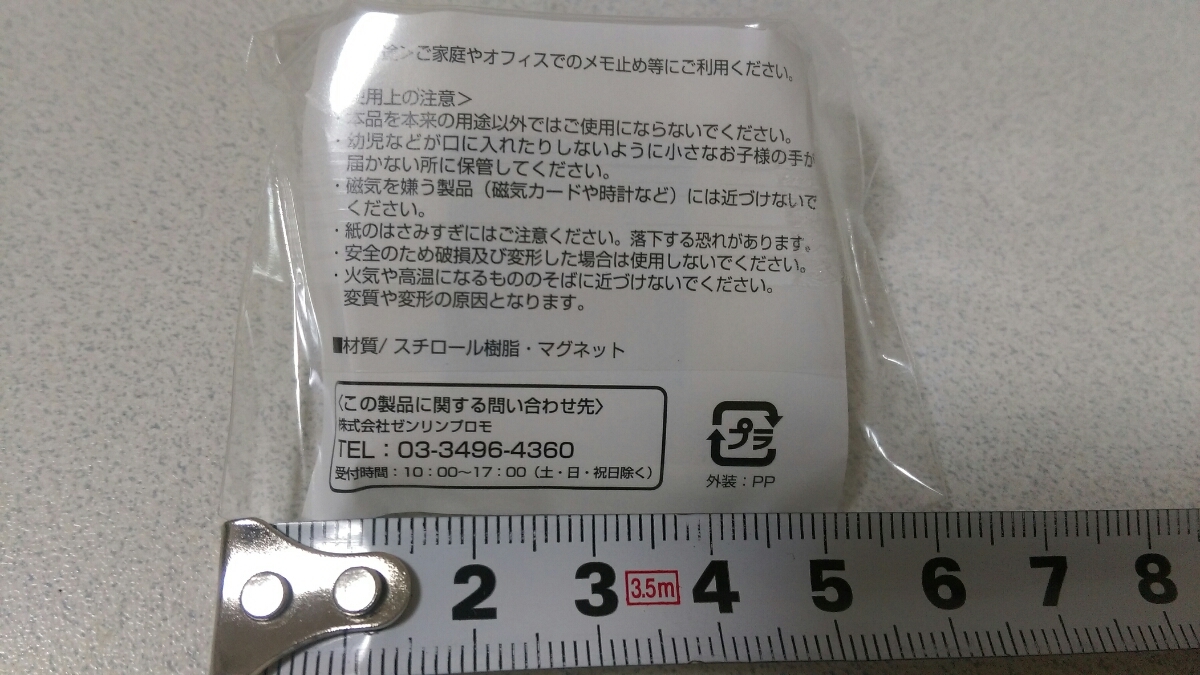 ご家庭やオフィスでのメモ止め等にご利用ください。
使用上の注意＞
・本品を本来の用途以外ではご使用にならないでください。
・幼児などが口に入れたりしないように小さなお子様の手が
届かない所に保管してください。
・磁気を嫌う製品（磁気カードや時計など）には近づけないで
ください。
・紙のはさみすぎにはご注意ください。落下する恐れがあります。
・安全のため破損及び変形した場合は使用しないでください。
・火気や高温になるもののそばに近づけないでください。
変質や変形の原因となります。
■材質/ スチロール樹脂・マグネット
〈この製品に関する問い合わせ先〉
株式会社ゼンリンプロモ
TEL：03-3496-4360
受付時間：10：00〜17：00（土・日・祝日除く）
プラ
外装：PP
2 3 3.5m 4 5 6 7 8